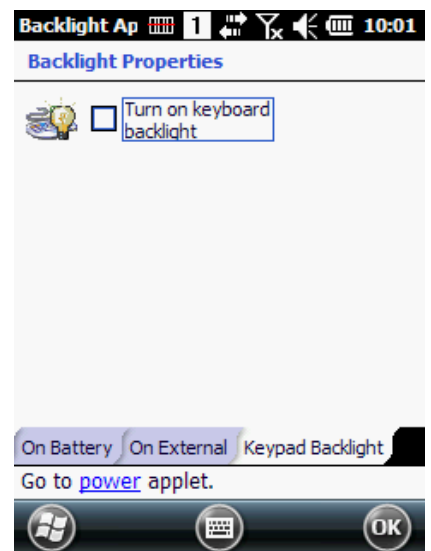 Backlight Ap 1 10:01
Backlight Properties
Turn on keyboard
backlight
On Battery On External Keypad Backlight
Go to power applet.
OK